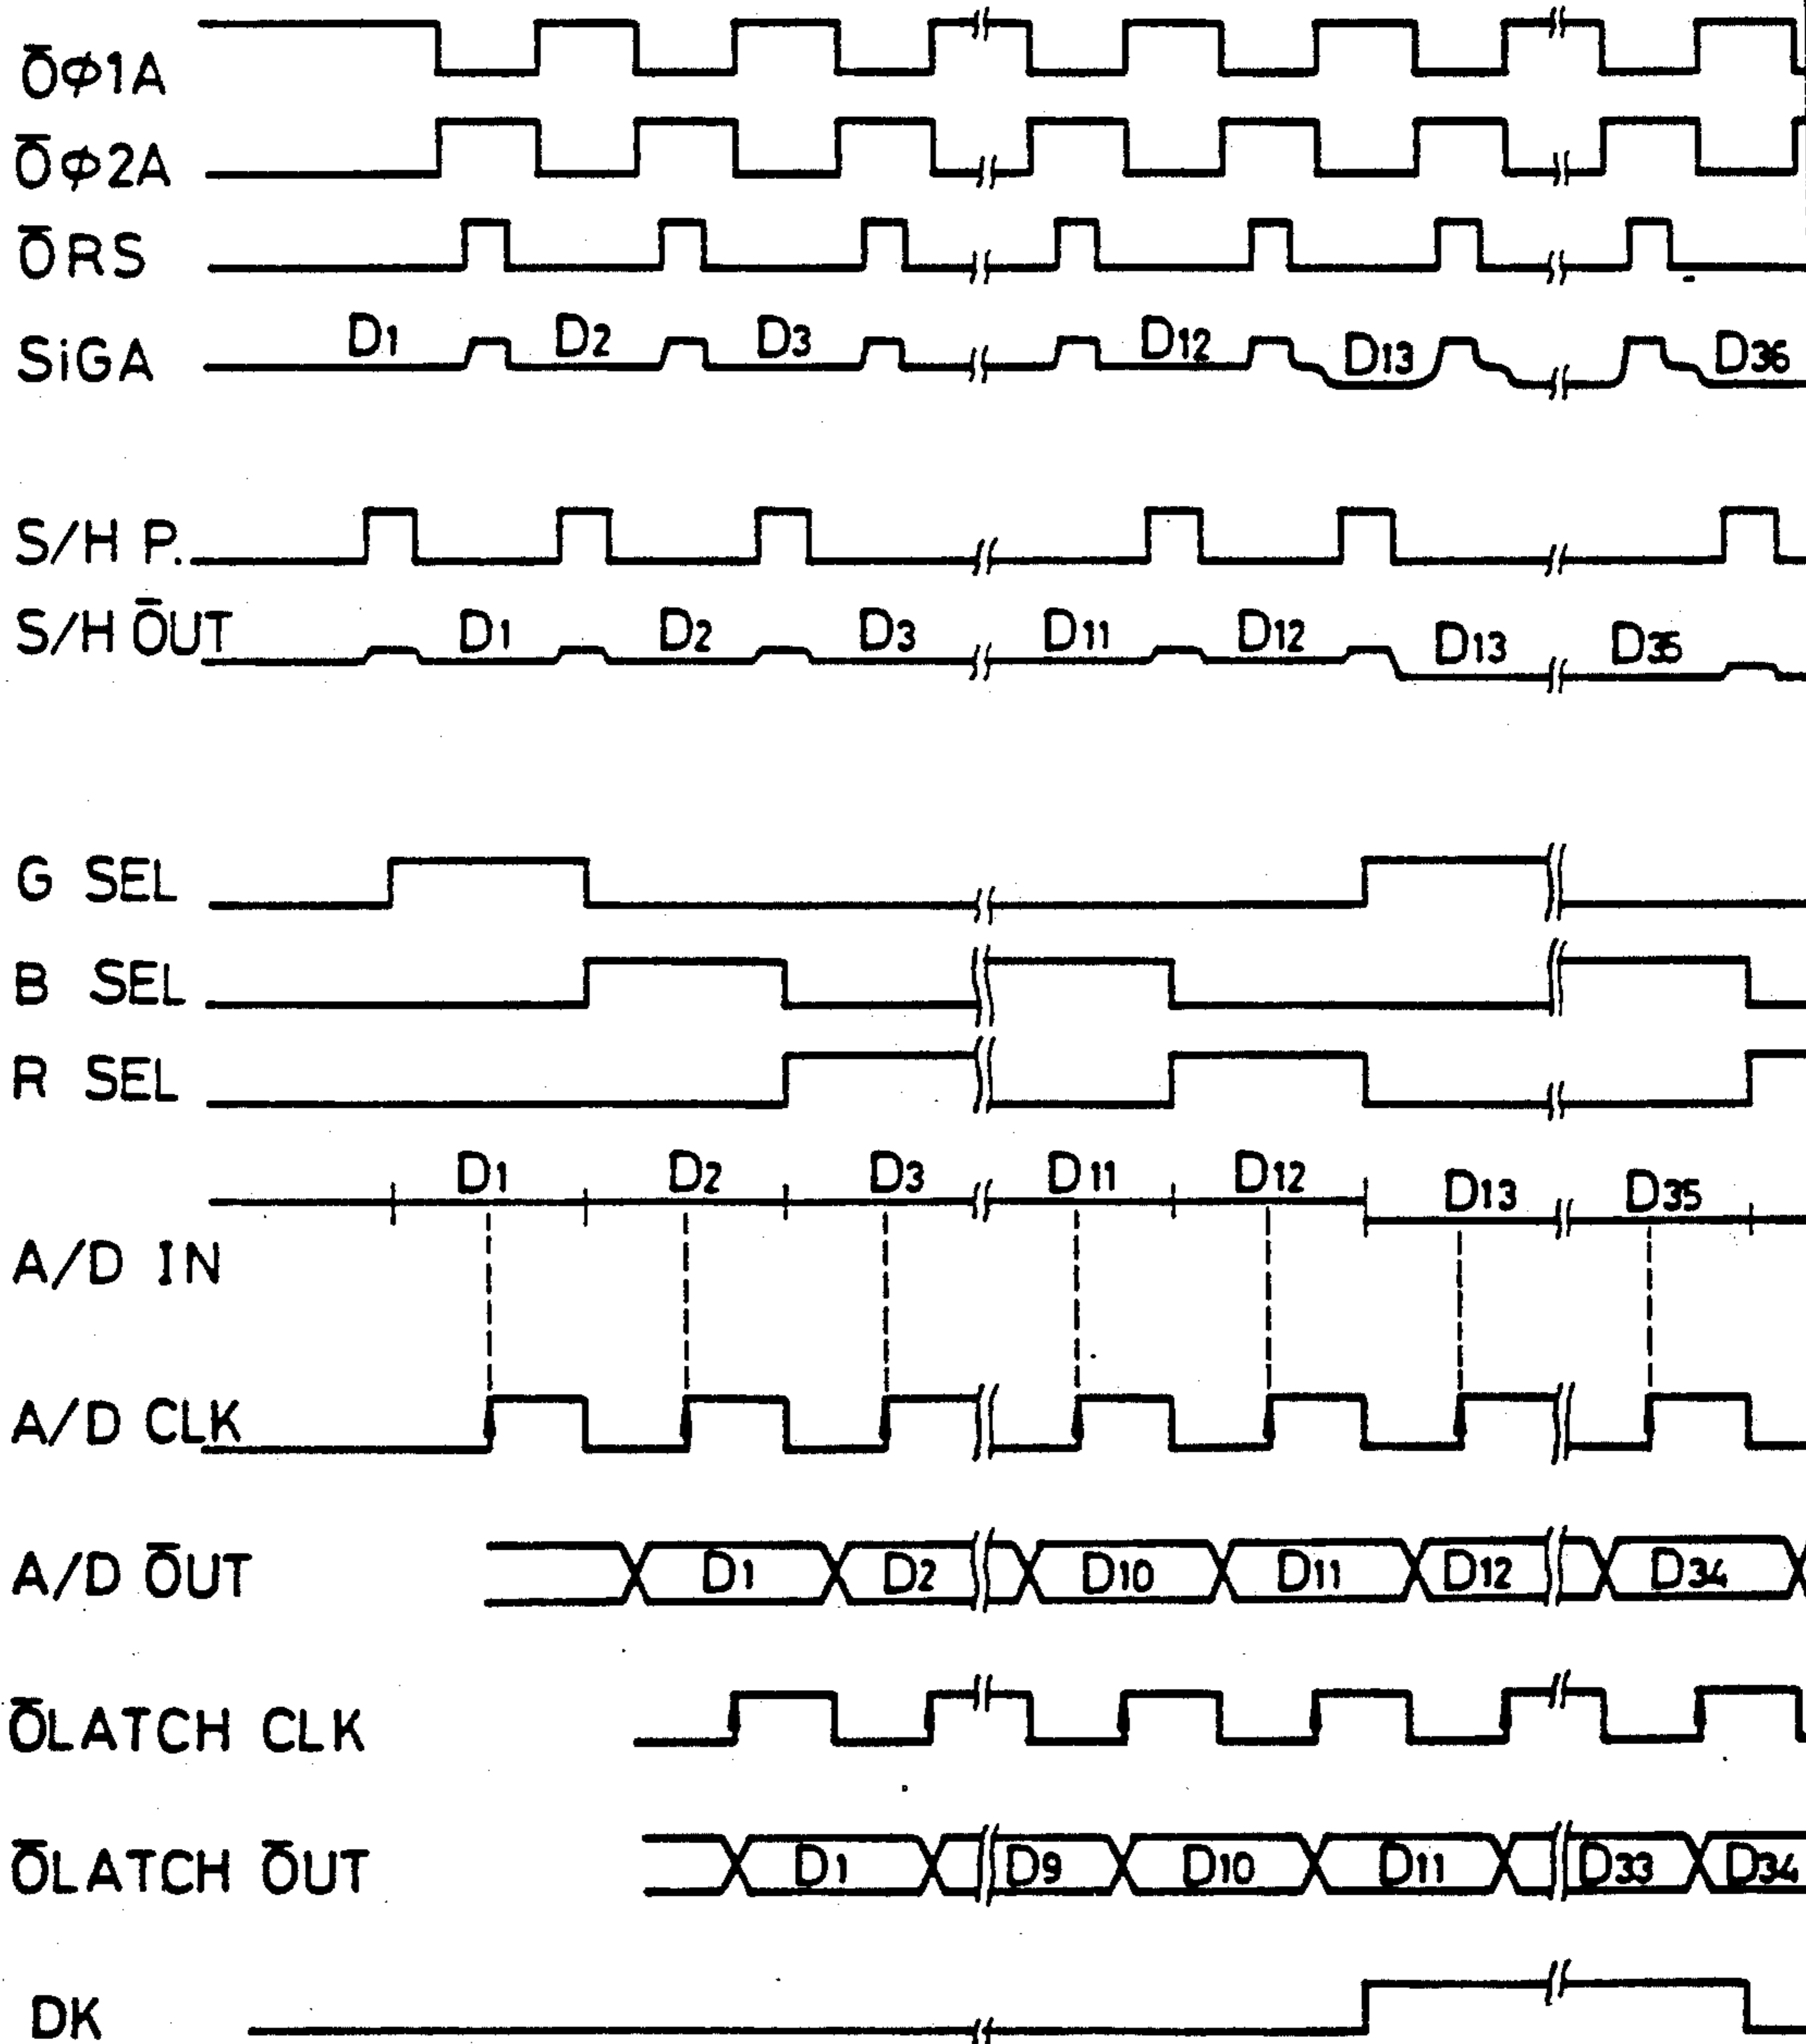 Ōφ1A
Ōφ2A
ŌRS
SiGA D1 D2 D3 D12 D13 D36
S/H P.
S/H ŌUT D1 D2 D3 D11 D12 D13 D35
G SEL
B SEL
R SEL
D1 D2 D3 D11 D12 D13 D35
A/D IN
A/D CLK
A/D ŌUT D1 D2 D10 D11 D12 D34
ŌLATCH CLK
ŌLATCH ŌUT D1 D9 D10 D11 D33 D34
DK